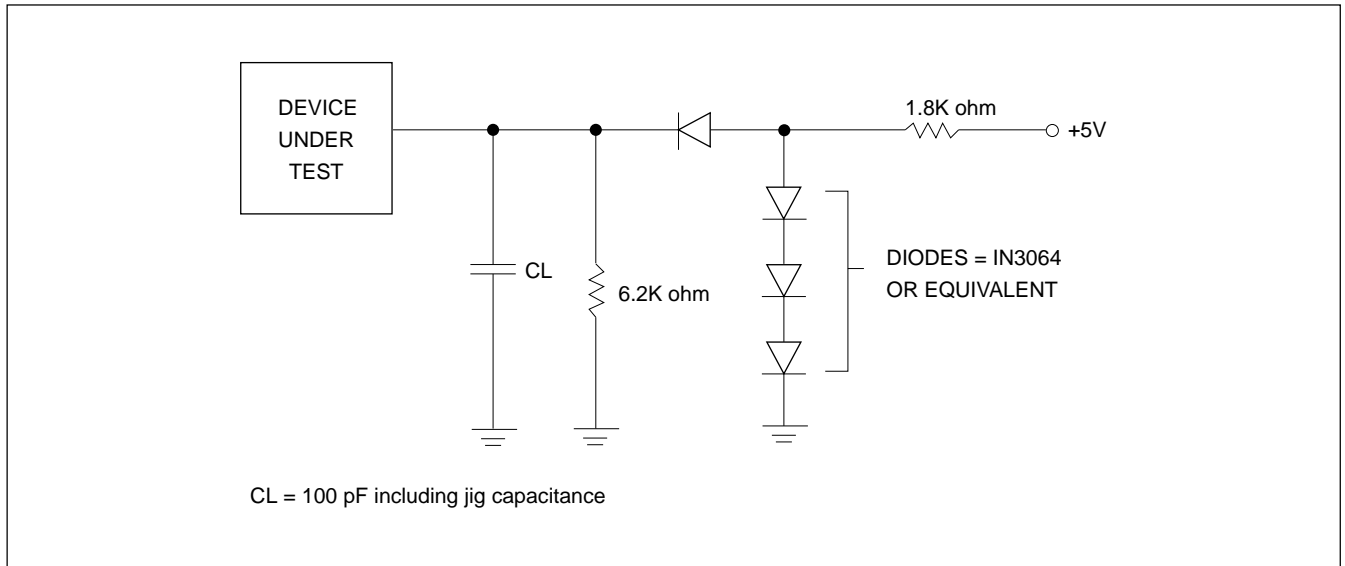 DEVICE
UNDER
TEST
1.8K ohm
+5V
CL
6.2K ohm
DIODES = IN3064
OR EQUIVALENT
CL = 100 pF including jig capacitance